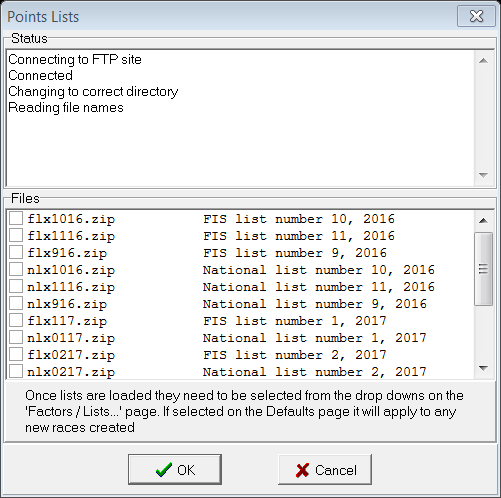 Points Lists
Status
Connecting to FTP site
Connected
Changing to correct directory
Reading file names
Files
flx1016.zip FIS list number 10, 2016
flx1116.zip FIS list number 11, 2016
flx916.zip FIS list number 9, 2016
nlx1016.zip National list number 10, 2016
nlx1116.zip National list number 11, 2016
nlx916.zip National list number 9, 2016
flx117.zip FIS list number 1, 2017
nlx0117.zip National list number 1, 2017
flx0217.zip FIS list number 2, 2017
nlx0217.zip National list number 2, 2017
Once lists are loaded they need to be selected from the drop downs on the
'Factors / Lists...' page. If selected on the Defaults page it will apply to any
new races created
OK Cancel